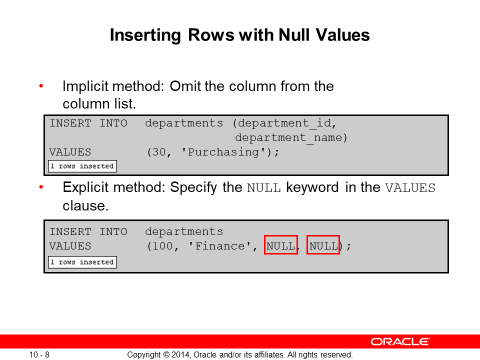 Inserting Rows with Null Values
• Implicit method: Omit the column from the
column list.
INSERT INTO departments (department_id,
department_name)
VALUES (30, 'Purchasing');
1 rows inserted
• Explicit method: Specify the NULL keyword in the VALUES
clause.
INSERT INTO departments
VALUES (100, 'Finance', NULL, NULL);
1 rows inserted
ORACLE
10 - 8 Copyright © 2014, Oracle and/or its affiliates. All rights reserved.